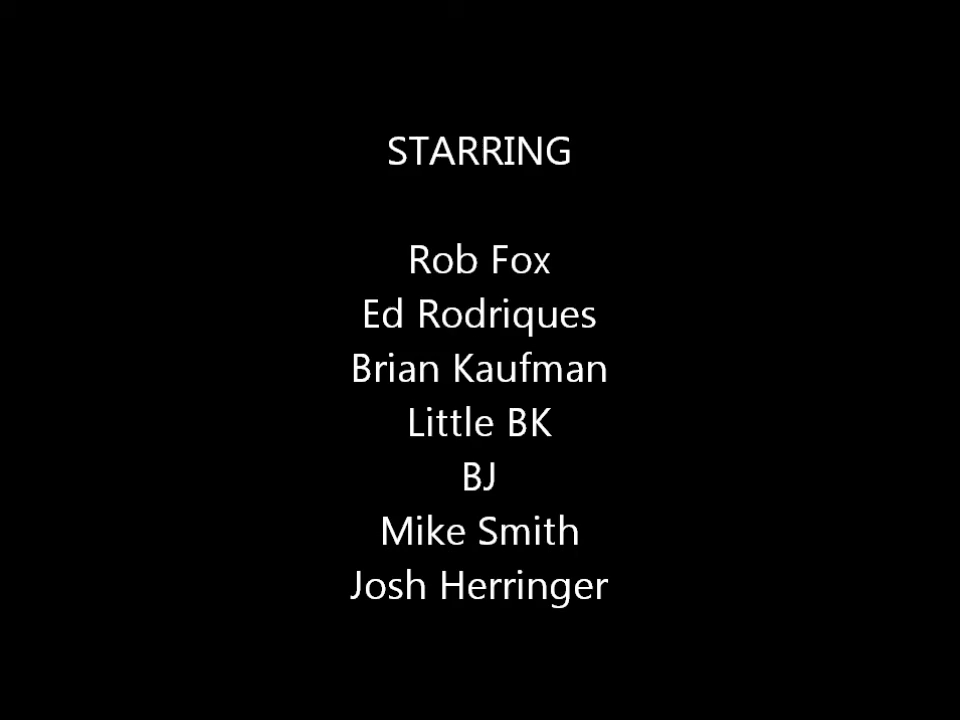 STARRING
Rob Fox
Ed Rodriques
Brian Kaufman
Little BK
BJ
Mike Smith
Josh Herringer